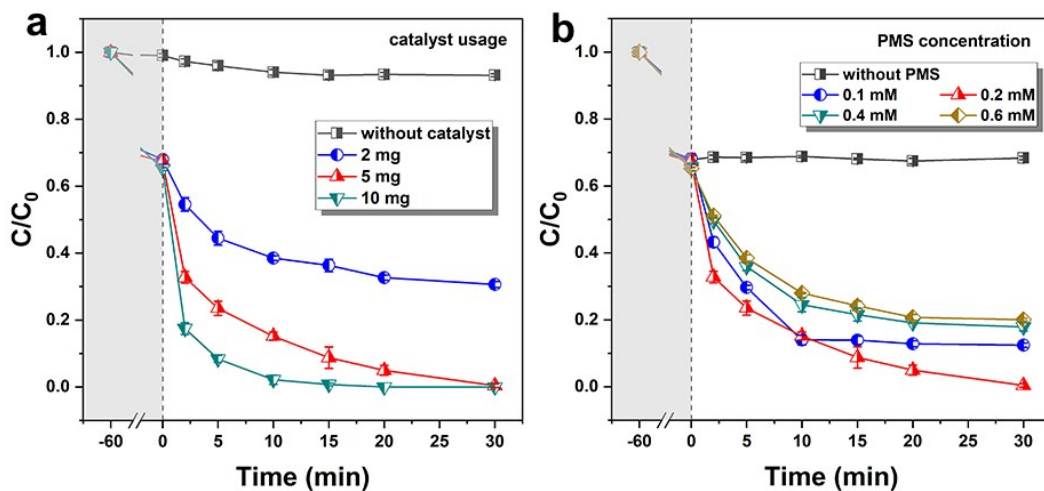 a
catalyst usage
without catalyst
2 mg
5 mg
10 mg
C/C0
1.0
0.8
0.6
0.4
0.2
0.0
-60
0
5
10
15
20
25
30
Time (min)
b
PMS concentration
without PMS
0.1 mM 0.2 mM
0.4 mM 0.6 mM
C/C0
1.0
0.8
0.6
0.4
0.2
0.0
-60
0
5
10
15
20
25
30
Time (min)